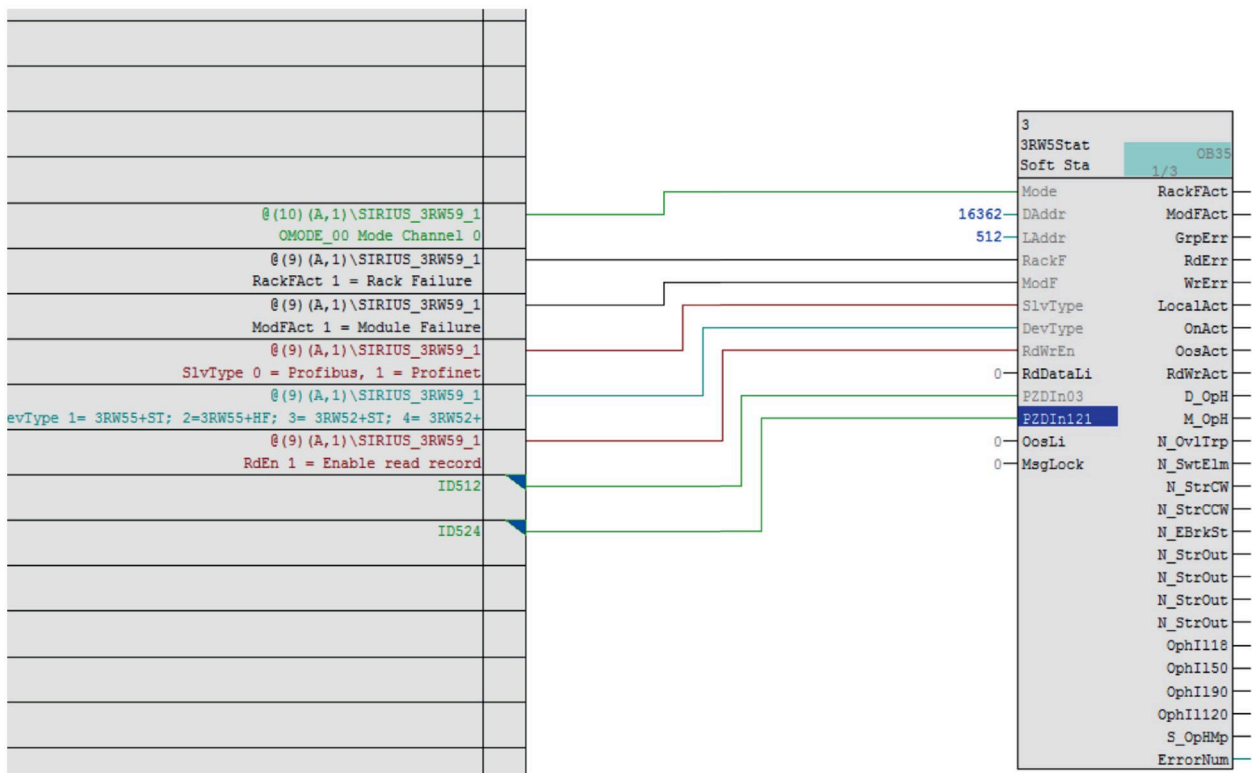 @(10)(A,1)\SIRIUS_3RW59_1
OMODE_00 Mode Channel 0
@(9)(A,1)\SIRIUS_3RW59_1
RackFAct 1 = Rack Failure
@(9)(A,1)\SIRIUS_3RW59_1
ModFAct 1 = Module Failure
@(9)(A,1)\SIRIUS_3RW59_1
SlvType 0 = Profibus, 1 = Profinet
@(9)(A,1)\SIRIUS_3RW59_1
evType 1= 3RW55+ST; 2=3RW55+HF; 3= 3RW52+ST; 4= 3RW52+
@(9)(A,1)\SIRIUS_3RW59_1
RdEn 1 = Enable read record
ID512
ID524
3
3RW5Stat
Soft Sta
OB35
1/3
Mode RackFAct
16362 DAddr ModFAct
512 LAddr GrpErr
RackF RdErr
ModF WrErr
SlvType LocalAct
DevType OnAct
RdWrEn OosAct
0 RdDataLi RdWrAct
PZDIn03 D_OpH
PZDIn121 M_OpH
0 OosLi N_OvlTrp
0 MsgLock N_SwtElm
N_StrCW
N_StrCCW
N_EBrkSt
N_StrOut
N_StrOut
N_StrOut
N_StrOut
OphI118
OphI150
OphI190
OphI1120
S_OpHMp
ErrorNum